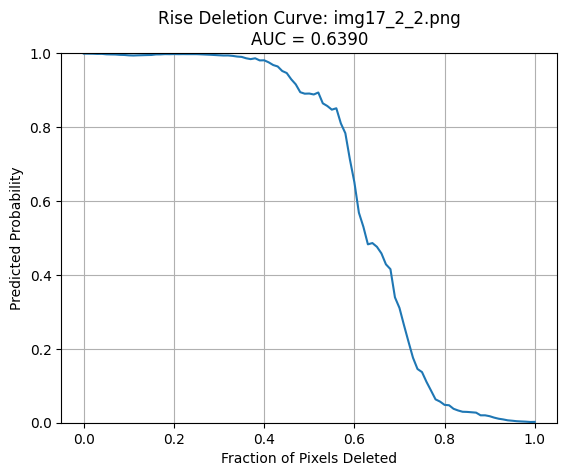 Rise Deletion Curve: img17_2_2.png
AUC = 0.6390
Predicted Probability
1.0
0.8
0.6
0.4
0.2
0.0
0.0 0.2 0.4 0.6 0.8 1.0
Fraction of Pixels Deleted